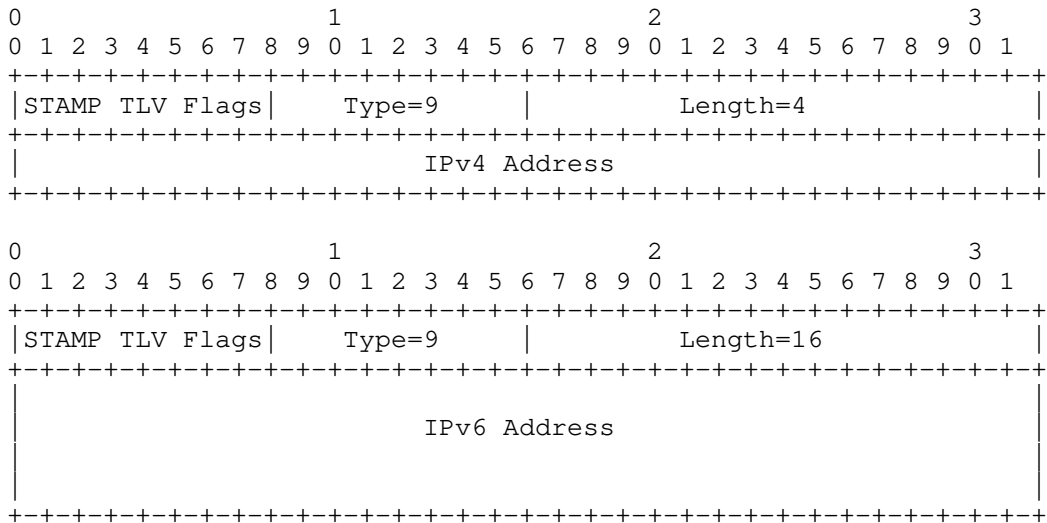 0                   1                   2                   3
0 1 2 3 4 5 6 7 8 9 0 1 2 3 4 5 6 7 8 9 0 1 2 3 4 5 6 7 8 9 0 1
+-+-+-+-+-+-+-+-+-+-+-+-+-+-+-+-+-+-+-+-+-+-+-+-+-+-+-+-+-+-+-+-+
|STAMP TLV Flags|    Type=9     |         Length=4              |
+-+-+-+-+-+-+-+-+-+-+-+-+-+-+-+-+-+-+-+-+-+-+-+-+-+-+-+-+-+-+-+-+
|                         IPv4 Address                          |
+-+-+-+-+-+-+-+-+-+-+-+-+-+-+-+-+-+-+-+-+-+-+-+-+-+-+-+-+-+-+-+-+

0                   1                   2                   3
0 1 2 3 4 5 6 7 8 9 0 1 2 3 4 5 6 7 8 9 0 1 2 3 4 5 6 7 8 9 0 1
+-+-+-+-+-+-+-+-+-+-+-+-+-+-+-+-+-+-+-+-+-+-+-+-+-+-+-+-+-+-+-+-+
|STAMP TLV Flags|    Type=9     |         Length=16             |
+-+-+-+-+-+-+-+-+-+-+-+-+-+-+-+-+-+-+-+-+-+-+-+-+-+-+-+-+-+-+-+-+
|                                                               |
|                         IPv6 Address                          |
|                                                               |
|                                                               |
+-+-+-+-+-+-+-+-+-+-+-+-+-+-+-+-+-+-+-+-+-+-+-+-+-+-+-+-+-+-+-+-+